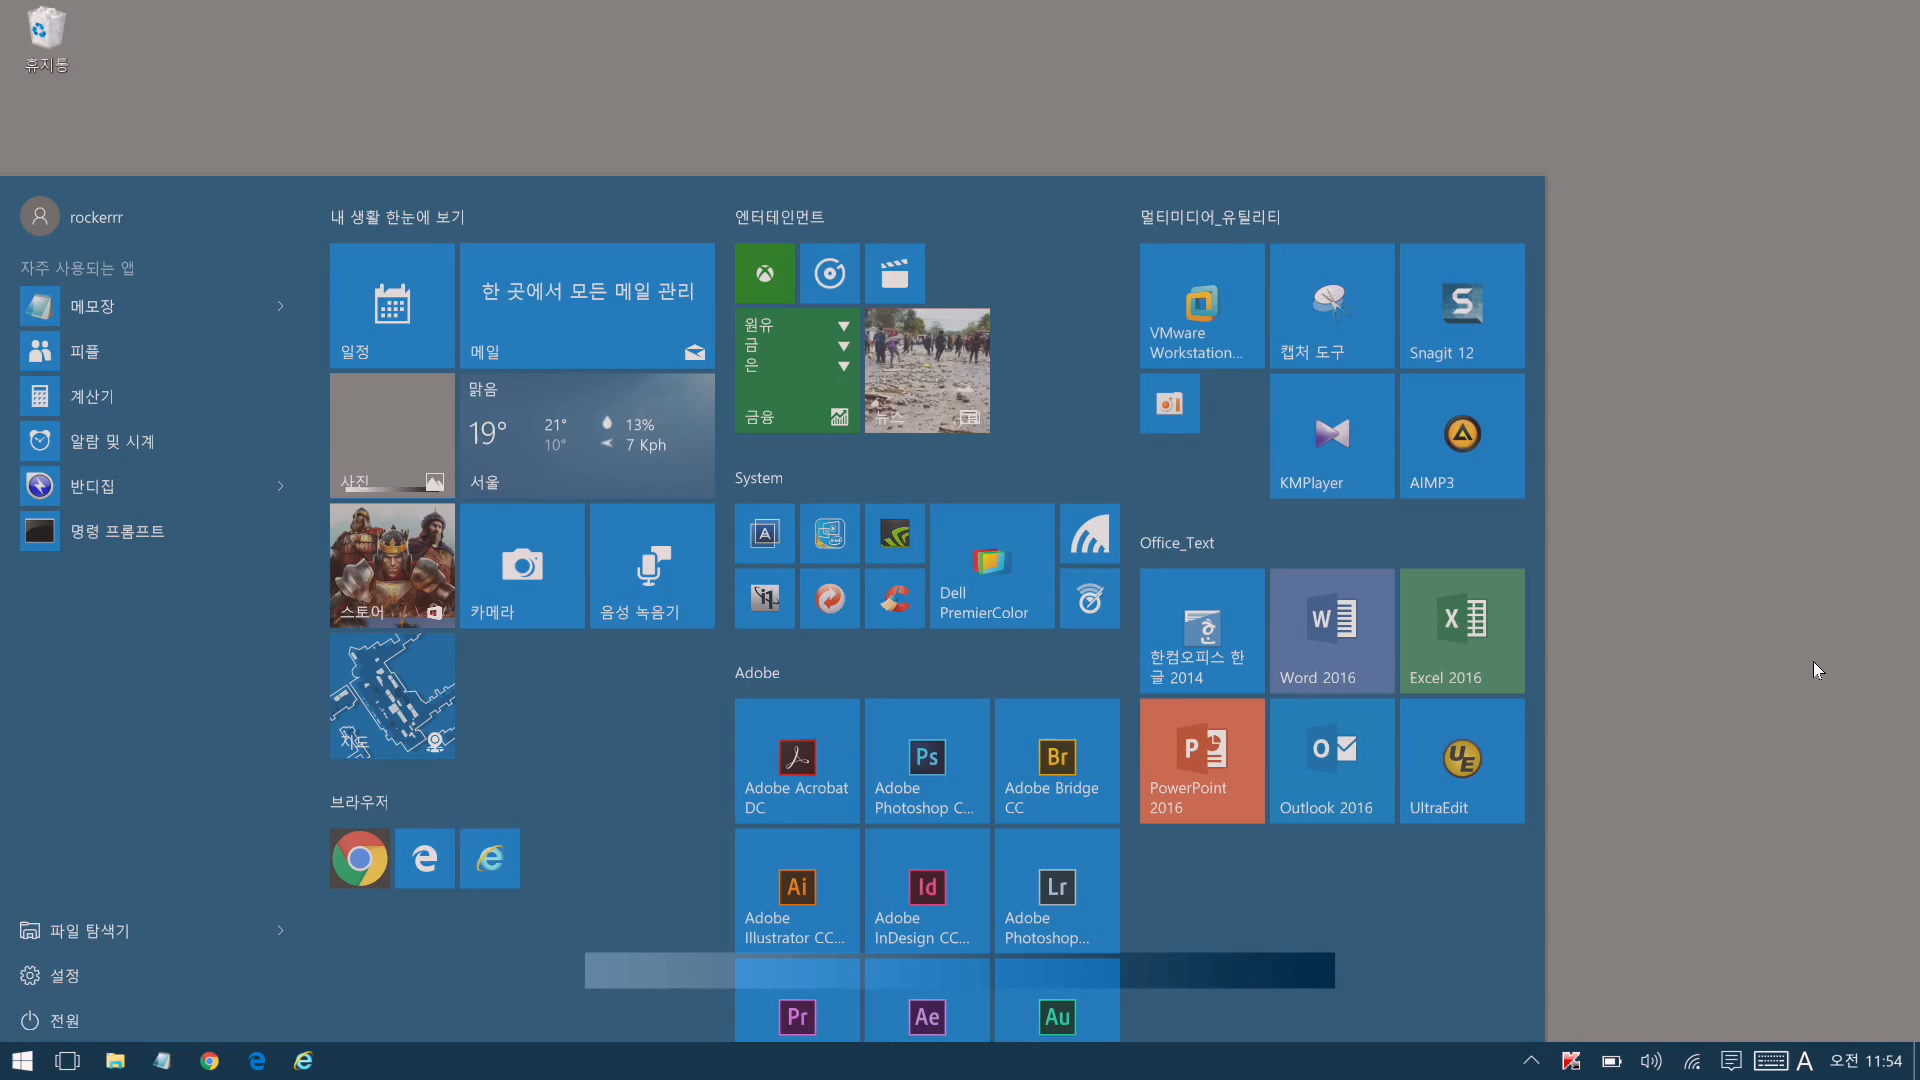 휴지통
rockerrr
자주 사용되는 앱
메모장
피플
계산기
알람 및 시계
반디집
명령 프롬프트
파일 탐색기
설정
전원
내 생활 한눈에 보기
일정
한 곳에서 모든 메일 관리
메일
사진
맑음
19°
21°
10°
13%
7 Kph
서울
스토어
카메라
음성 녹음기
지도
브라우저
엔터테인먼트
원유 ▼
금 ▼
은 ▼
금융
뉴스
System
A
Dell
PremierColor
Adobe
Adobe Acrobat
DC
Ps
Adobe
Photoshop C...
Br
Adobe Bridge
CC
Ai
Adobe
Illustrator CC...
Id
Adobe
InDesign CC...
Lr
Adobe
Photoshop...
Pr
Ae
Au
멀티미디어_유틸리티
VMware
Workstation...
캡처 도구
S
Snagit 12
KMPlayer
AIMP3
Office_Text
한
한컴오피스 한
글 2014
W
Word 2016
X
Excel 2016
P
PowerPoint
2016
O
Outlook 2016
UE
UltraEdit
A
오전 11:54